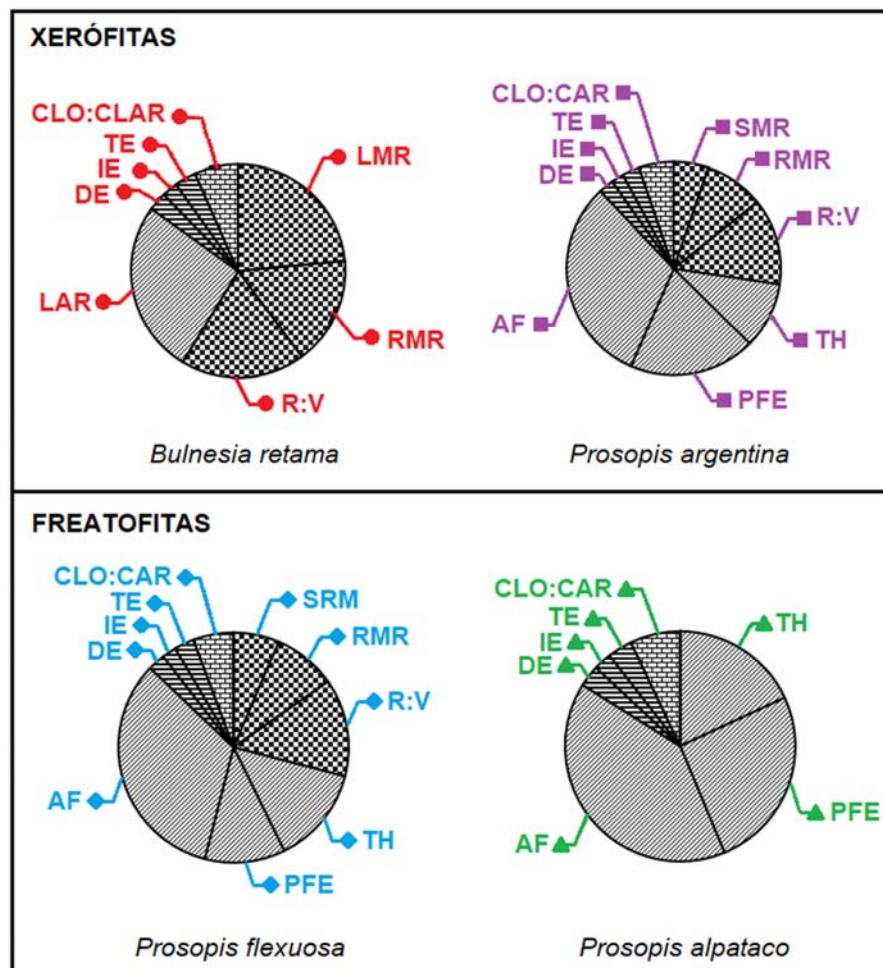 XERÓFITAS
CLO:CLAR
TE
IE
DE
LAR
LMR
RMR
R:V
Bulnesia retama
CLO:CAR
TE
IE
DE
AF
SMR
RMR
R:V
TH
PFE
Prosopis argentina
FREATOFITAS
CLO:CAR
TE
IE
DE
AF
SRM
RMR
R:V
TH
PFE
Prosopis flexuosa
CLO:CAR
TE
IE
DE
AF
TH
PFE
Prosopis alpataco